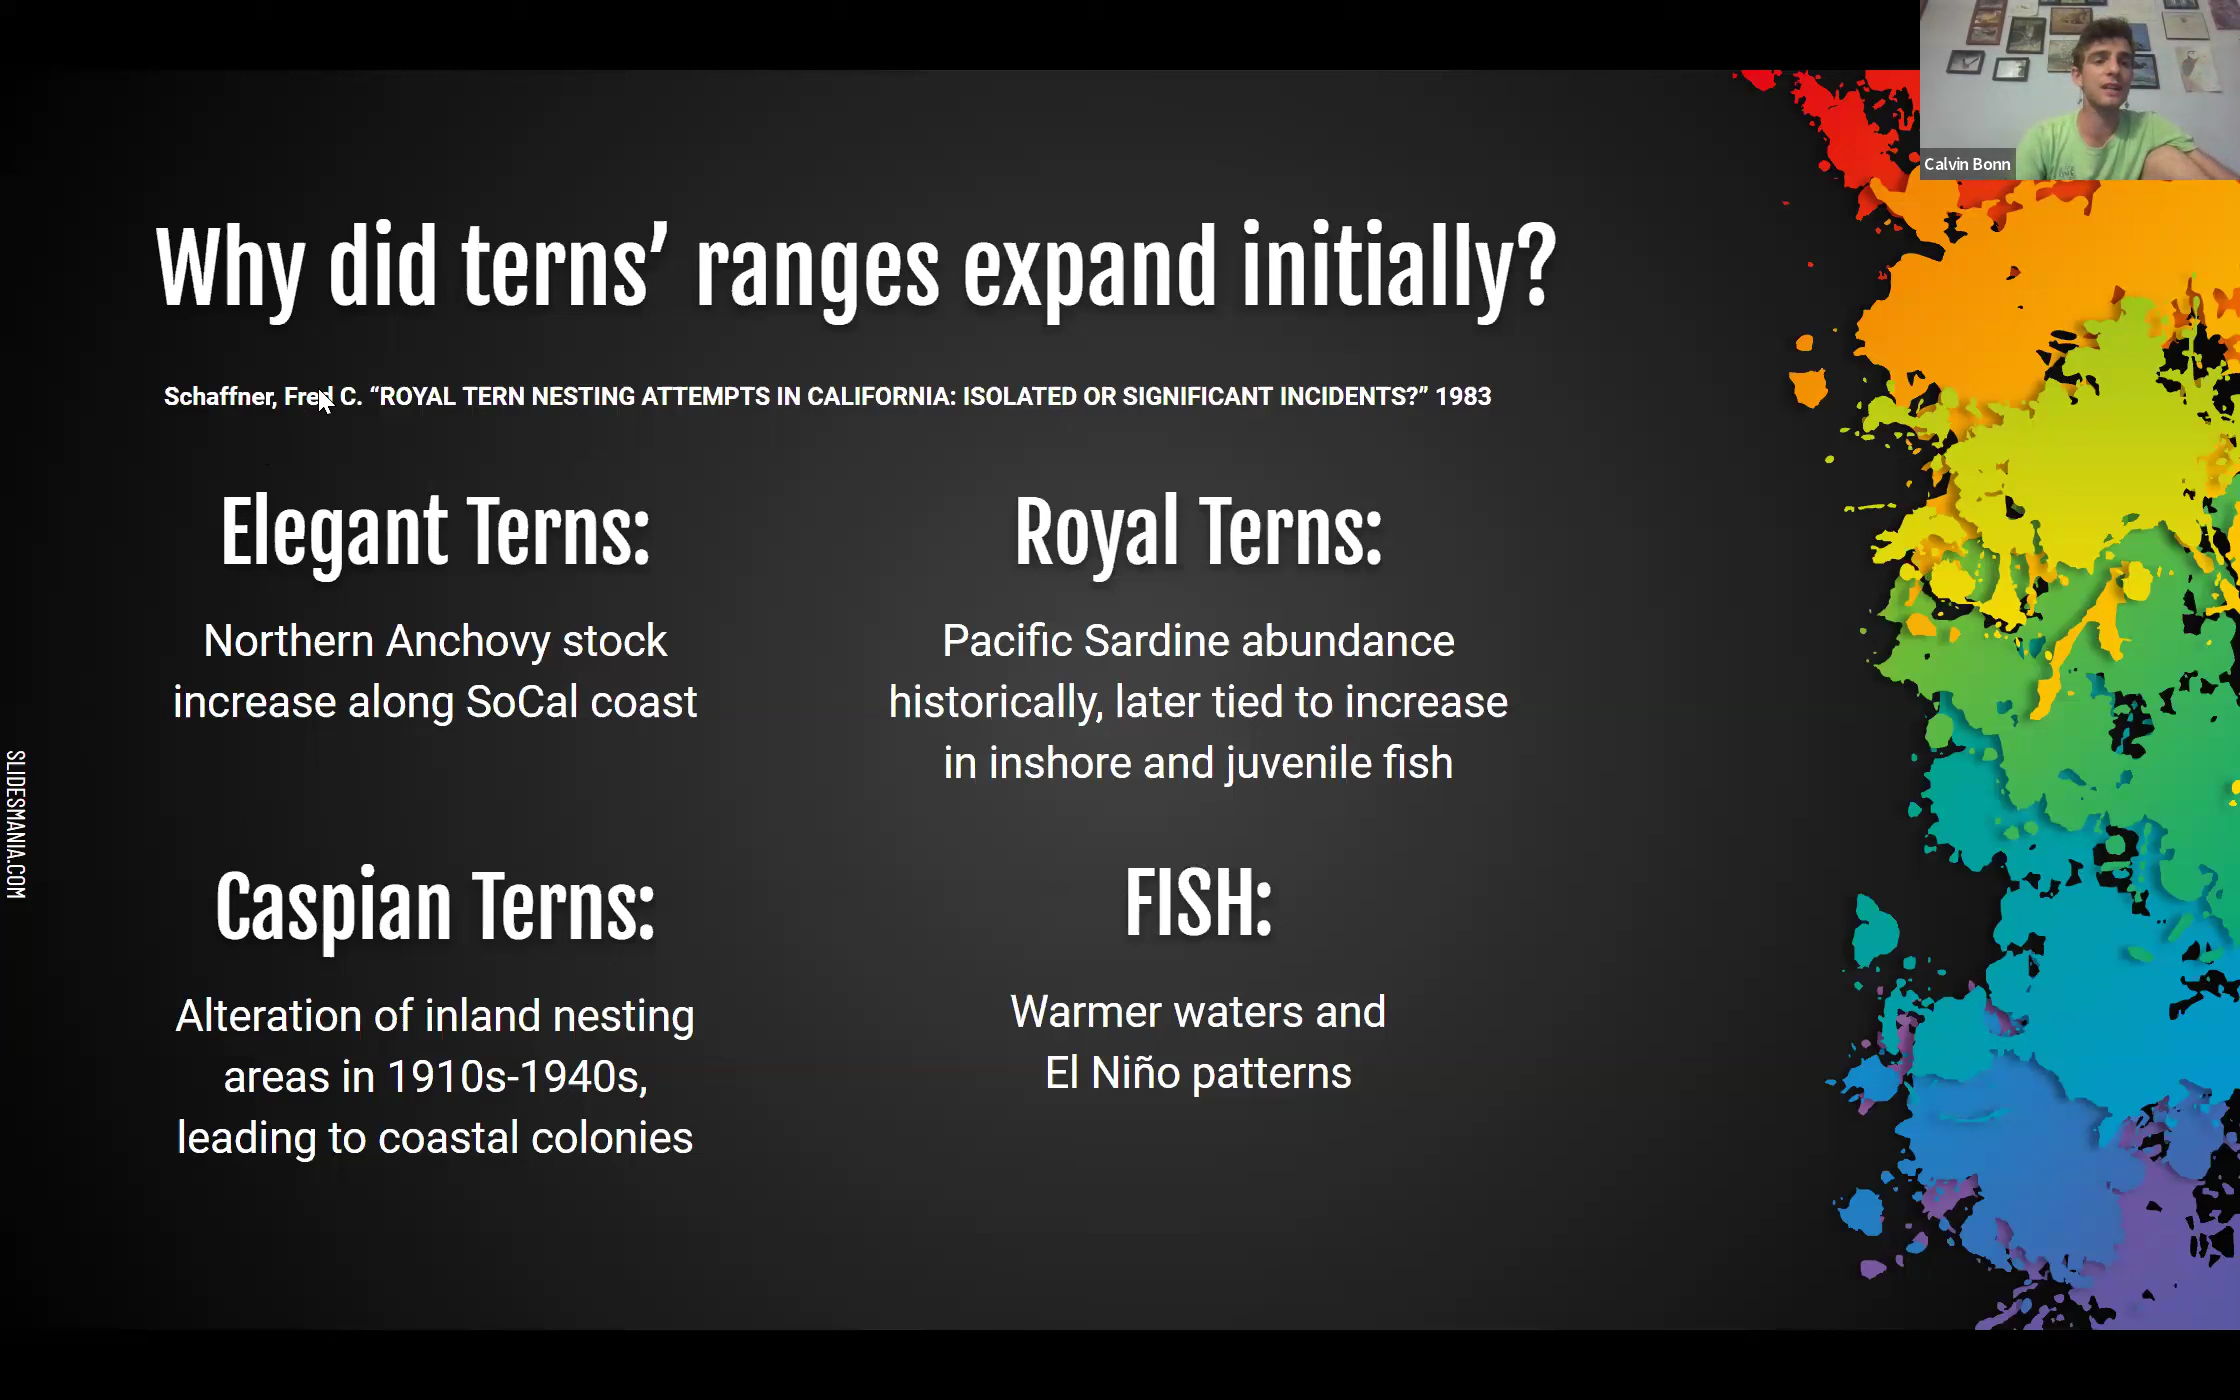 Calvin Bonn
Why did terns’ ranges expand initially?
Schaffner, Fred C. “ROYAL TERN NESTING ATTEMPTS IN CALIFORNIA: ISOLATED OR SIGNIFICANT INCIDENTS?” 1983
Elegant Terns:
Northern Anchovy stock
increase along SoCal coast
Royal Terns:
Pacific Sardine abundance
historically, later tied to increase
in inshore and juvenile fish
Caspian Terns:
Alteration of inland nesting
areas in 1910s-1940s,
leading to coastal colonies
FISH:
Warmer waters and
El Niño patterns
SLIDESMANIA.COM